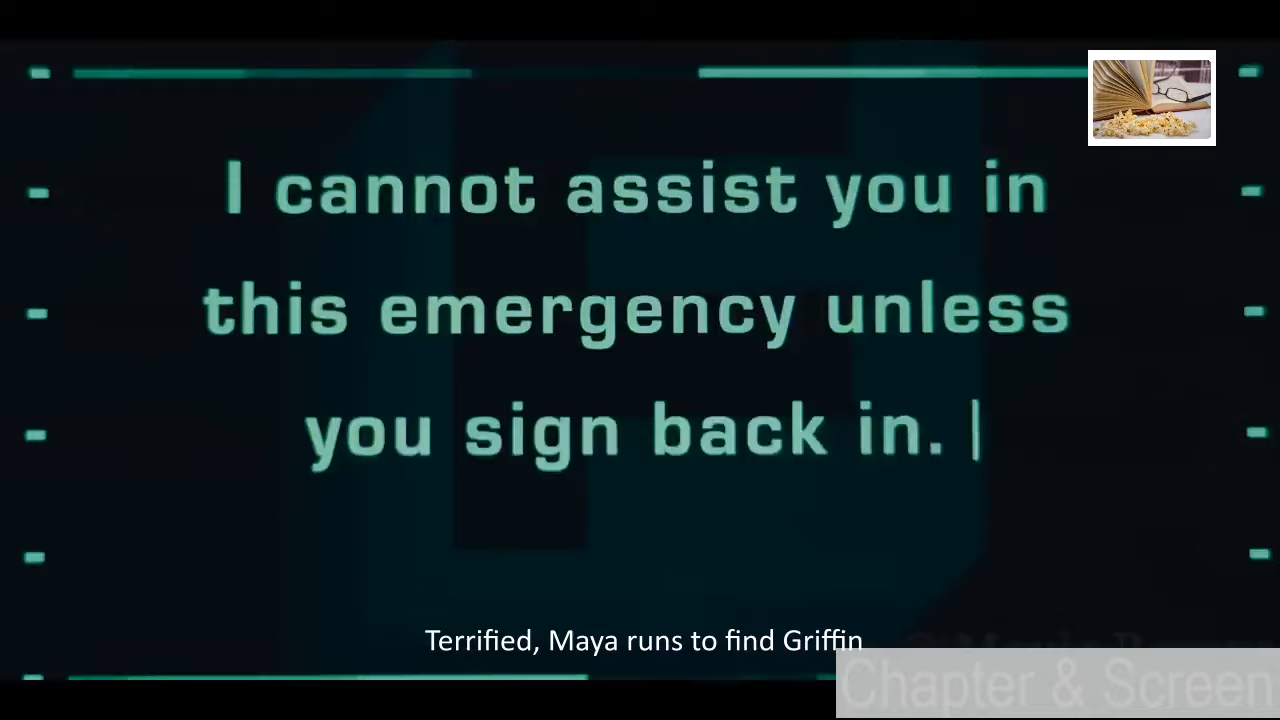 I cannot assist you in
this emergency unless
you sign back in.
Terrified, Maya runs to find Griffin
Chapter & Screen